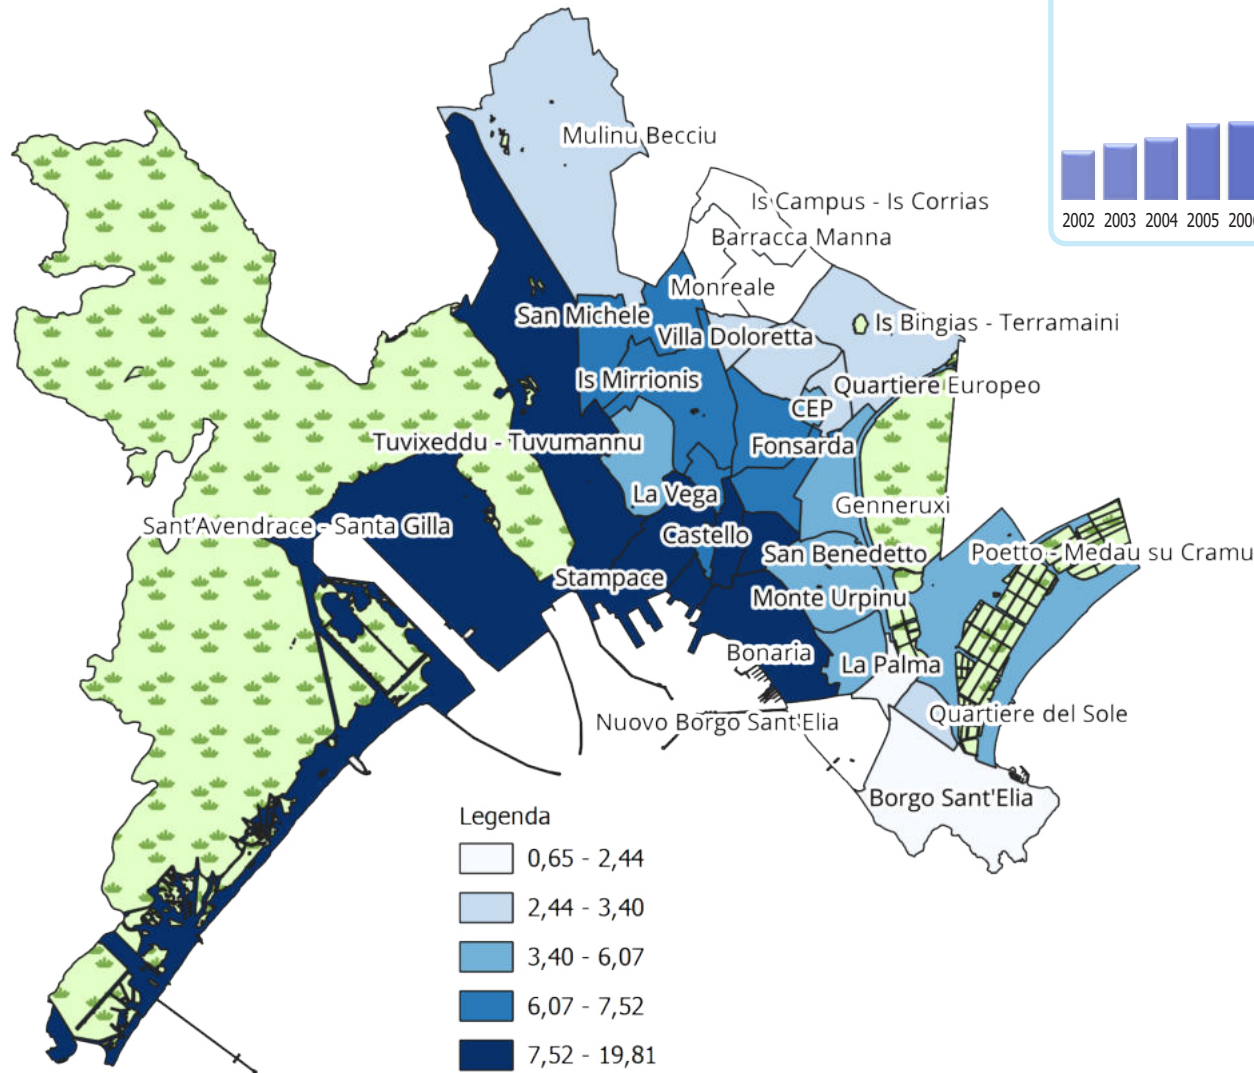 Mulinu Becciu
Is Campus - Is Corrias
2002 2003 2004 2005
Barracca Manna
Monreale
San Michele
Is Bingias - Terramaini
Villa Doloretta
Is Mirrionis
Quartiere Europeo
CEP
Tuvixeddu - Tuvumannu
Fonsarda
La Vega
Genneruxi
Sant'Avendrace - Santa Gilla
Castello
San Benedetto
Poetto - Medau su Cramu
Stampace
Monte Urpinu
Bonaria
La Palma
Nuovo Borgo Sant'Elia
Quartiere del Sole
Borgo Sant'Elia
Legenda
0,65 - 2,44
2,44 - 3,40
3,40 - 6,07
6,07 - 7,52
7,52 - 19,81